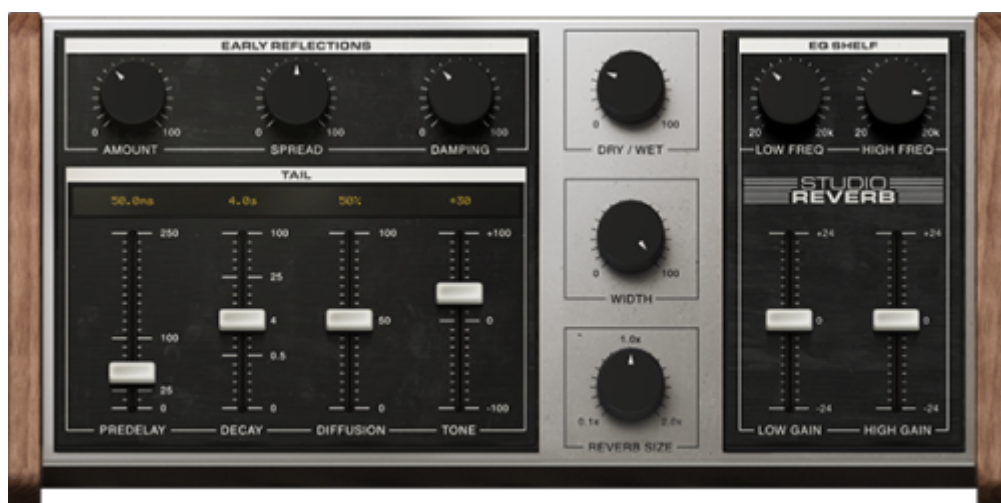 EARLY REFLECTIONS
0 100 0 100 0 100
AMOUNT SPREAD DAMPING
TAIL
50.0ms 4.0s 50% +30
250 100 100 +100
25
100 4 50 0
0.5
25
0 0 0 -100
PREDELAY DECAY DIFFUSION TONE
0 100
DRY / WET
0 100
WIDTH
1.0x
0.1x 2.0x
REVERB SIZE
EQ SHELF
20 20k 20 20k
LOW FREQ HIGH FREQ
STUDIO
REVERB
+24 +24
0 0
-24 -24
LOW GAIN HIGH GAIN